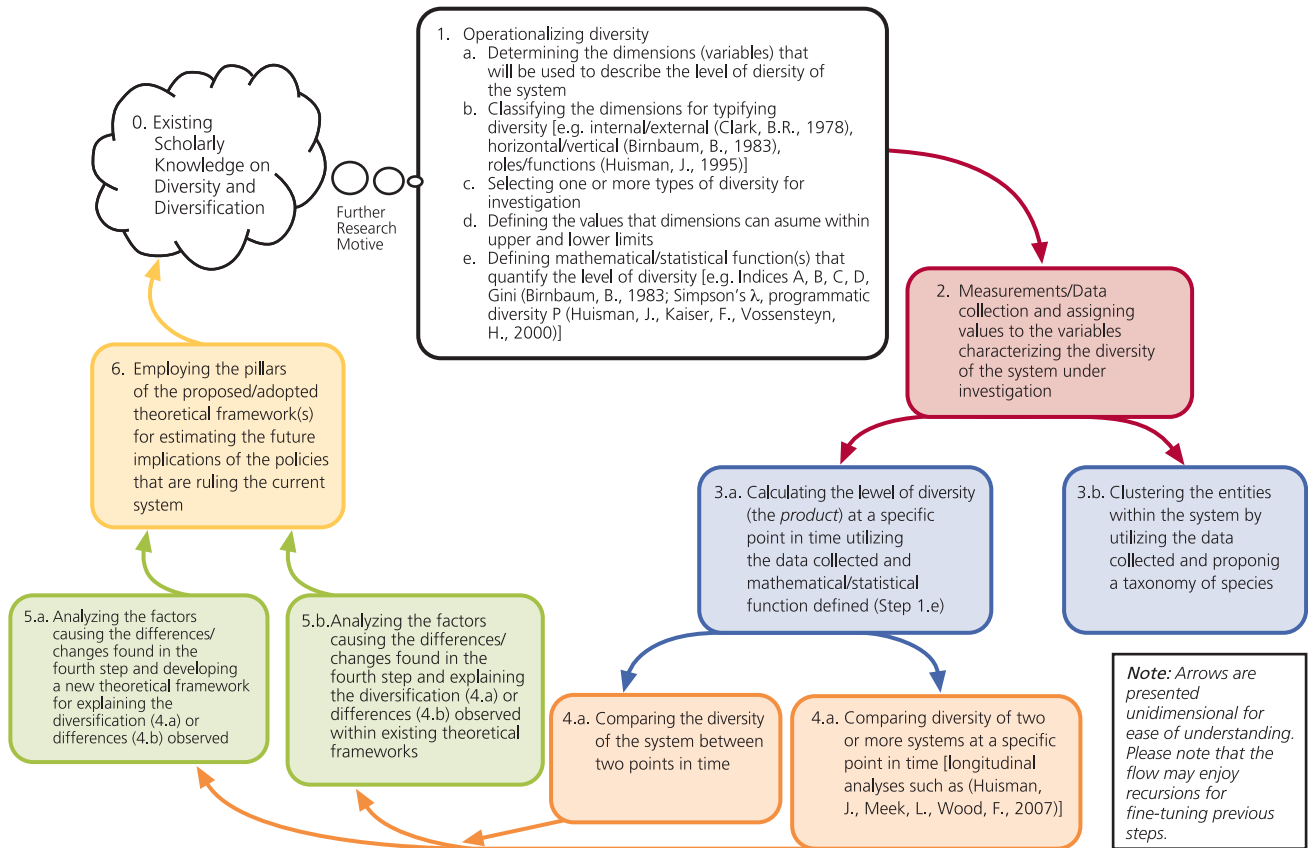 0. Existing
Scholarly
Knowledge on
Diversity and
Diversification
Further
Research
Motive
1. Operationalizing diversity
a. Determining the dimensions (variables) that
will be used to describe the level of diersity of
the system
b. Classifying the dimensions for typifying
diversity [e.g. internal/external (Clark, B.R., 1978),
horizontal/vertical (Birnbaum, B., 1983),
roles/functions (Huisman, J., 1995)]
c. Selecting one or more types of diversity for
investigation
d. Defining the values that dimensions can asume within
upper and lower limits
e. Defining mathematical/statistical function(s) that
quantify the level of diversity [e.g. Indices A, B, C, D,
Gini (Birnbaum, B., 1983; Simpson's λ, programmatic
diversity P (Huisman, J., Kaiser, F., Vossensteyn,
H., 2000)]
2. Measurements/Data
collection and assigning
values to the variables
characterizing the diversity
of the system under
investigation
3.a. Calculating the lewel of diversity
(the product) at a specific
point in time utilizing
the data collected and
mathematical/statistical
function defined (Step 1.e)
3.b. Clustering the entities
within the system by
utilizing the data
collected and proponig
a taxonomy of species
4.a. Comparing the diversity
of the system between
two points in time
4.a. Comparing diversity of two
or more systems at a specific
point in time [longitudinal
analyses such as (Huisman,
J., Meek, L., Wood, F., 2007)]
5.a. Analyzing the factors
causing the differences/
changes found in the
fourth step and developing
a new theoretical framework
for explaining the
diversification (4.a) or
differences (4.b) observed
5.b.Analyzing the factors
causing the differences/
changes found in the
fourth step and explaining
the diversification (4.a) or
differences (4.b) observed
within existing theoretical
frameworks
6. Employing the pillars
of the proposed/adopted
theoretical framework(s)
for estimating the future
implications of the policies
that are ruling the current
system
Note: Arrows are
presented
unidimensional for
ease of understanding.
Please note that the
flow may enjoy
recursions for
fine-tuning previous
steps.